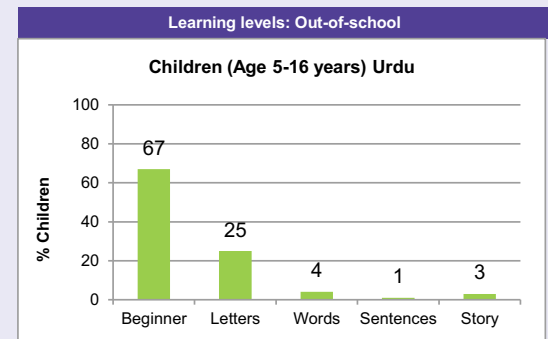 Learning levels: Out-of-school
Children (Age 5-16 years) Urdu
% Children
100
80
60
40
20
0
67
25
4
1
3
Beginner Letters Words Sentences Story